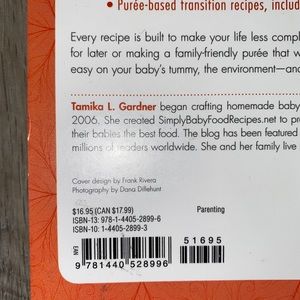 • Purée-based transition recipes, includ
Every recipe is built to make your life less compl
for later or making a family-friendly purée that w
easy on your baby's tummy, the environment—and
Tamika L. Gardner began crafting homemade baby
2006. She created SimplyBabyFoodRecipes.net to pr
their babies the best food. The blog has been featured
millions of readers worldwide. She and her family live
Cover design by Frank Rivera
Photography by Dana Dillehunt
$16.95 (CAN $17.99)
Parenting
ISBN-13: 978-1-4405-2899-6
ISBN-10: 1-4405-2899-3
51695
EAN
9 781440 528996